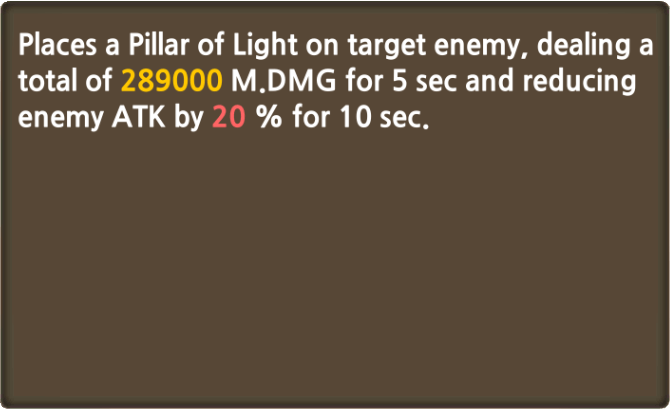 Places a Pillar of Light on target enemy, dealing a
total of 289000 M.DMG for 5 sec and reducing
enemy ATK by 20 % for 10 sec.